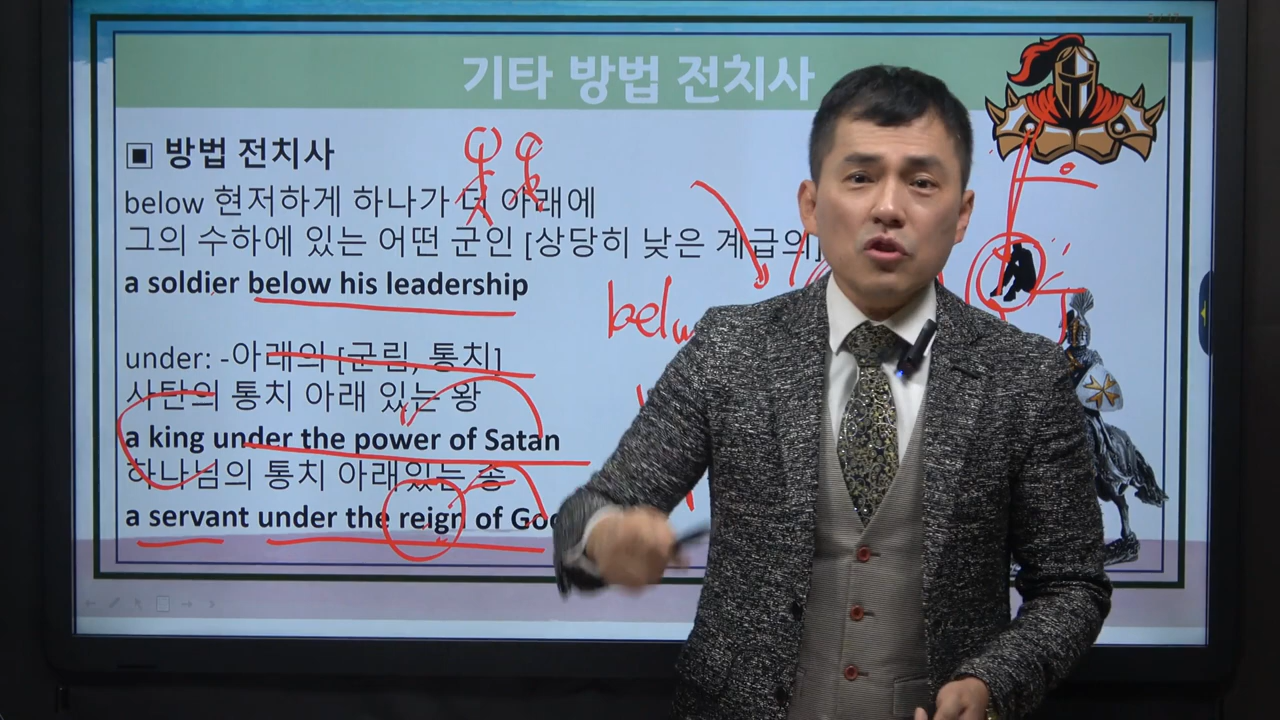 기타 방법 전치사
▣ 방법 전치사
below 현저하게 하나가 더 아래에
그의 수하에 있는 어떤 군인 [상당히 낮은 계급의]
a soldier below his leadership
below
under: -아래의 [군림, 통치]
사탄의 통치 아래 있는 왕
a king under the power of Satan
하나님의 통치 아래있는 종
a servant under the reign of